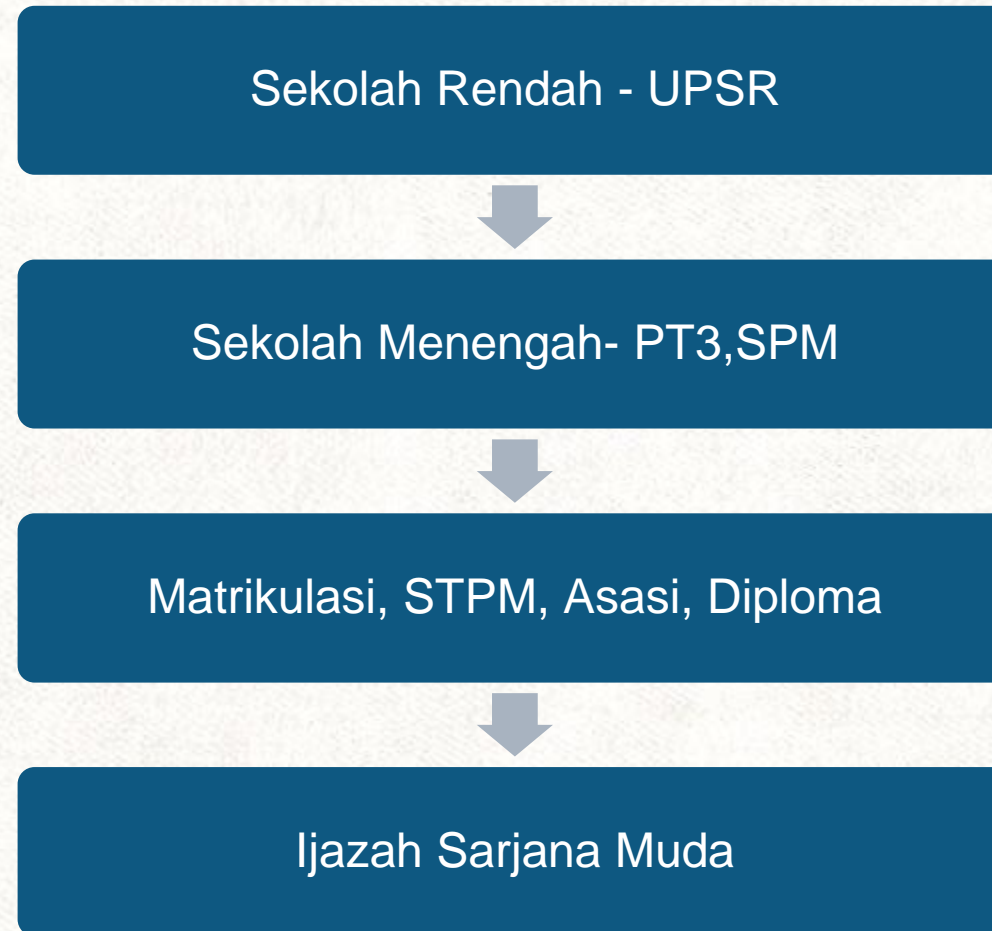 Sekolah Rendah - UPSR
Sekolah Menengah- PT3,SPM
Matrikulasi, STPM, Asasi, Diploma
Ijazah Sarjana Muda